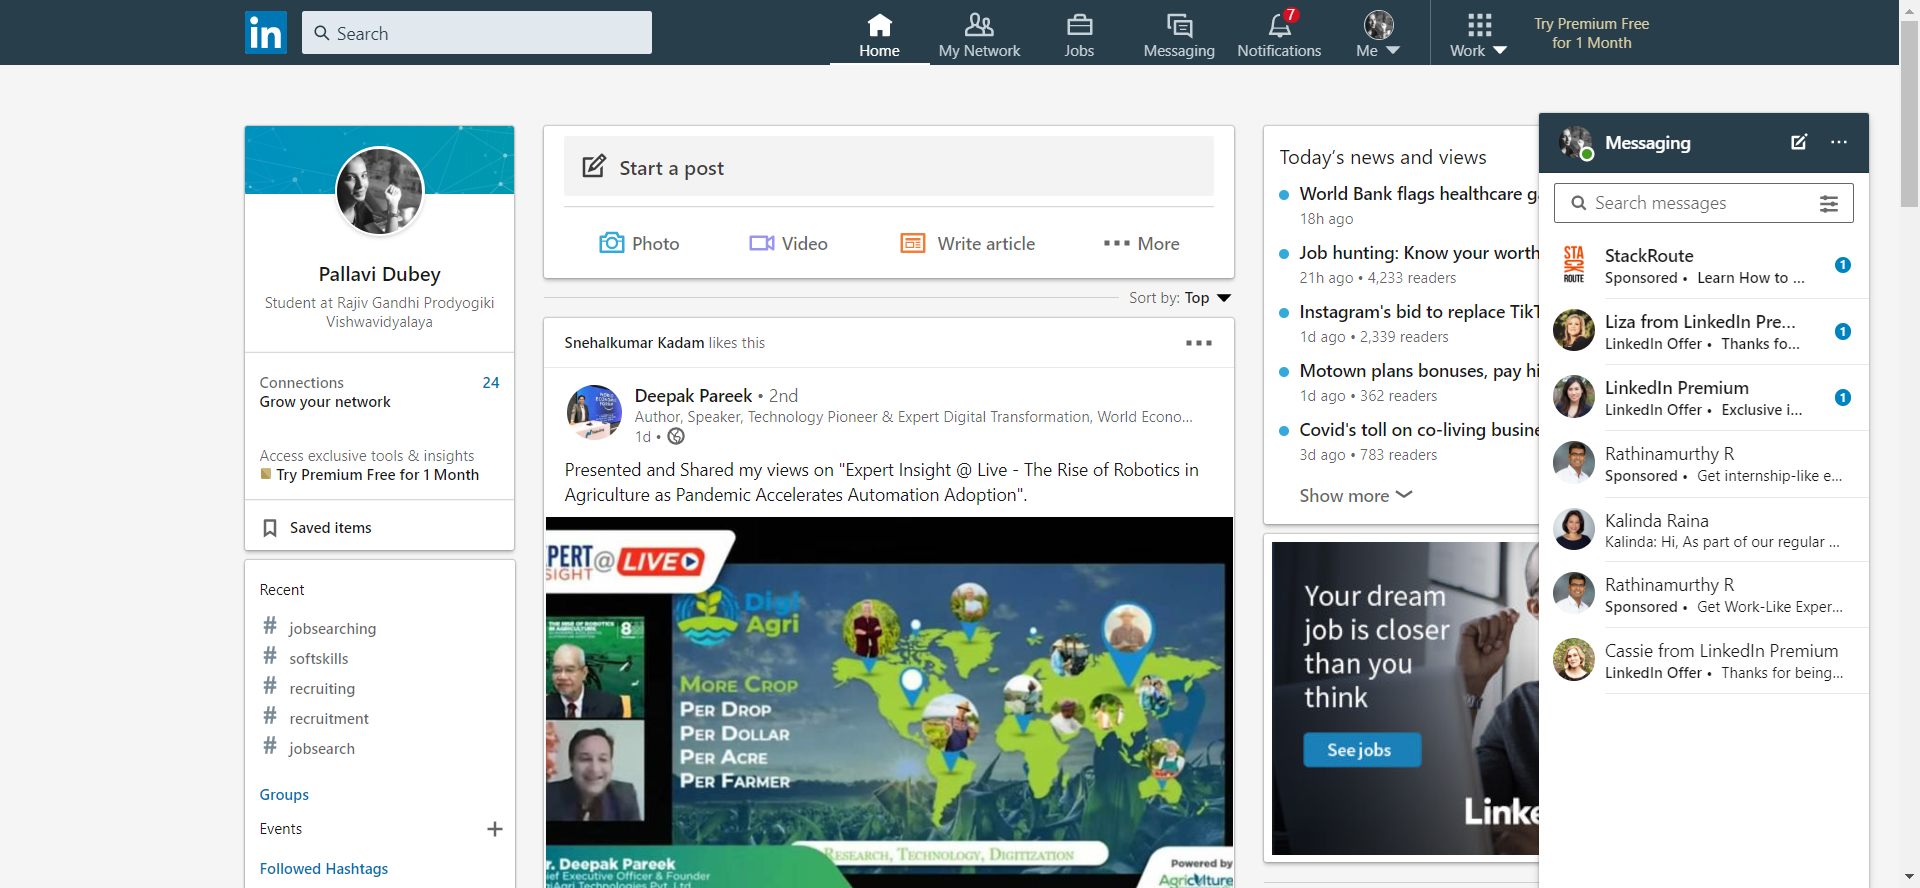 in
Search
Home
My Network
Jobs
Messaging
7
Notifications
Me
Work
Try Premium Free
for 1 Month
Pallavi Dubey
Student at Rajiv Gandhi Prodyogiki
Vishwavidyalaya
Connections
24
Grow your network
Access exclusive tools & insights
Try Premium Free for 1 Month
Saved items
Recent
# jobsearching
# softskills
# recruiting
# recruitment
# jobsearch
Groups
Events
Followed Hashtags
Start a post
Photo
Video
Write article
More
Sort by: Top
Snehalkumar Kadam likes this
Deepak Pareek • 2nd
Author, Speaker, Technology Pioneer & Expert Digital Transformation, World Econo...
1d •
Presented and Shared my views on "Expert Insight @ Live - The Rise of Robotics in
Agriculture as Pandemic Accelerates Automation Adoption".
PERT
SIGHT
@
LIVE
Digi
Agri
MORE CROP
PER DROP
PER DOLLAR
PER ACRE
PER FARMER
RESEARCH, TECHNOLOGY, DIGITIZATION
r. Deepak Pareek
ief Executive Officer & Founder
giAgri Technologies Pvt. Ltd
Powered by
Agriculture
Today's news and views
World Bank flags healthcare g
18h ago
Job hunting: Know your worth
21h ago • 4,233 readers
Instagram's bid to replace TikT
1d ago • 2,339 readers
Motown plans bonuses, pay hi
1d ago • 362 readers
Covid's toll on co-living busine
3d ago • 783 readers
Show more
Your dream
job is closer
than you
think
See jobs
Linke
Messaging
Search messages
STA
CK
ROUTE
StackRoute
1
Sponsored • Learn How to ...
Liza from LinkedIn Pre...
1
LinkedIn Offer • Thanks fo...
LinkedIn Premium
1
LinkedIn Offer • Exclusive i...
Rathinamurthy R
Sponsored • Get internship-like e...
Kalinda Raina
Kalinda: Hi, As part of our regular ...
Rathinamurthy R
Sponsored • Get Work-Like Exper...
Cassie from LinkedIn Premium
LinkedIn Offer • Thanks for being...